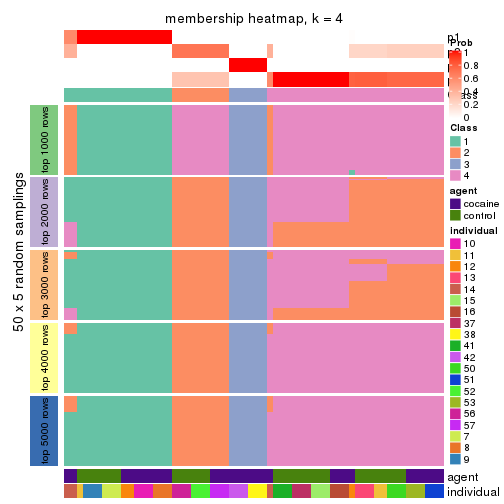 membership heatmap, k = 4
p1
Prob
1
0.8
0.6
0.4
0.2
0
Class
1
2
3
4
agent
cocaine
control
individual
10
11
12
13
14
15
16
37
38
41
42
50
51
52
53
56
57
7
8
9
50 x 5 random samplings
top 1000 rows
top 2000 rows
top 3000 rows
top 4000 rows
top 5000 rows
agent
individual